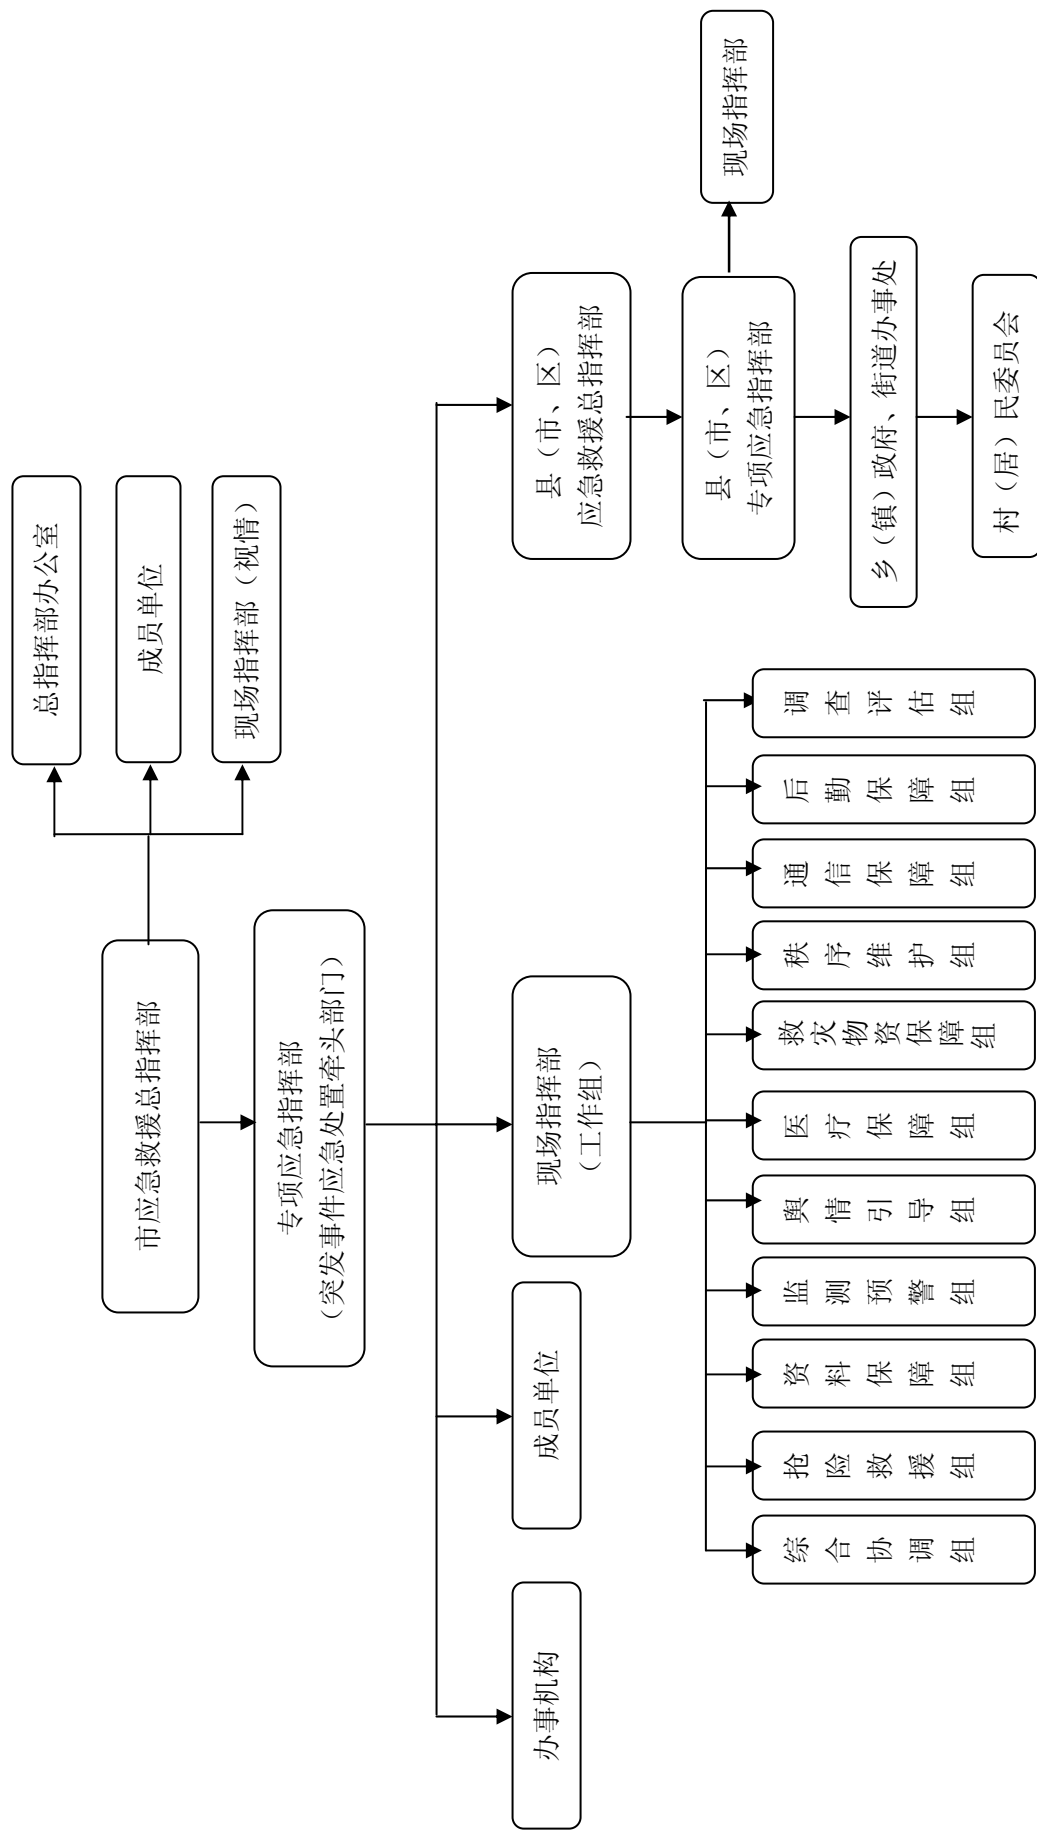 总指挥部办公室
成员单位
现场指挥部（视情）
市应急救援总指挥部
专项应急指挥部
（突发事件应急处置牵头部门）
办事机构
成员单位
现场指挥部
（工作组）
县（市、区）
应急救援总指挥部
县（市、区）
专项应急指挥部
现场指挥部
乡（镇）政府、街道办事处
村（居）民委员会
综合协调组
抢险救援组
资料保障组
监测预警组
舆情引导组
医疗保障组
救灾物资保障组
秩序维护组
通信保障组
后勤保障组
调查评估组